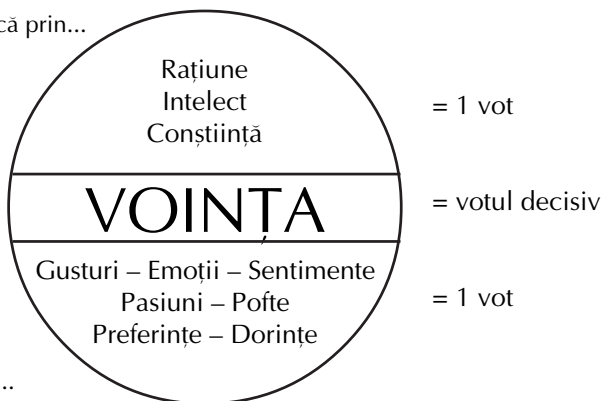 că prin...
Rațiune
Intelect
Conștiință
= 1 vot
VOINȚA
= votul decisiv
Gusturi – Emoții – Sentimente
Pasiuni – Pofte
Preferințe – Dorințe
= 1 vot
..